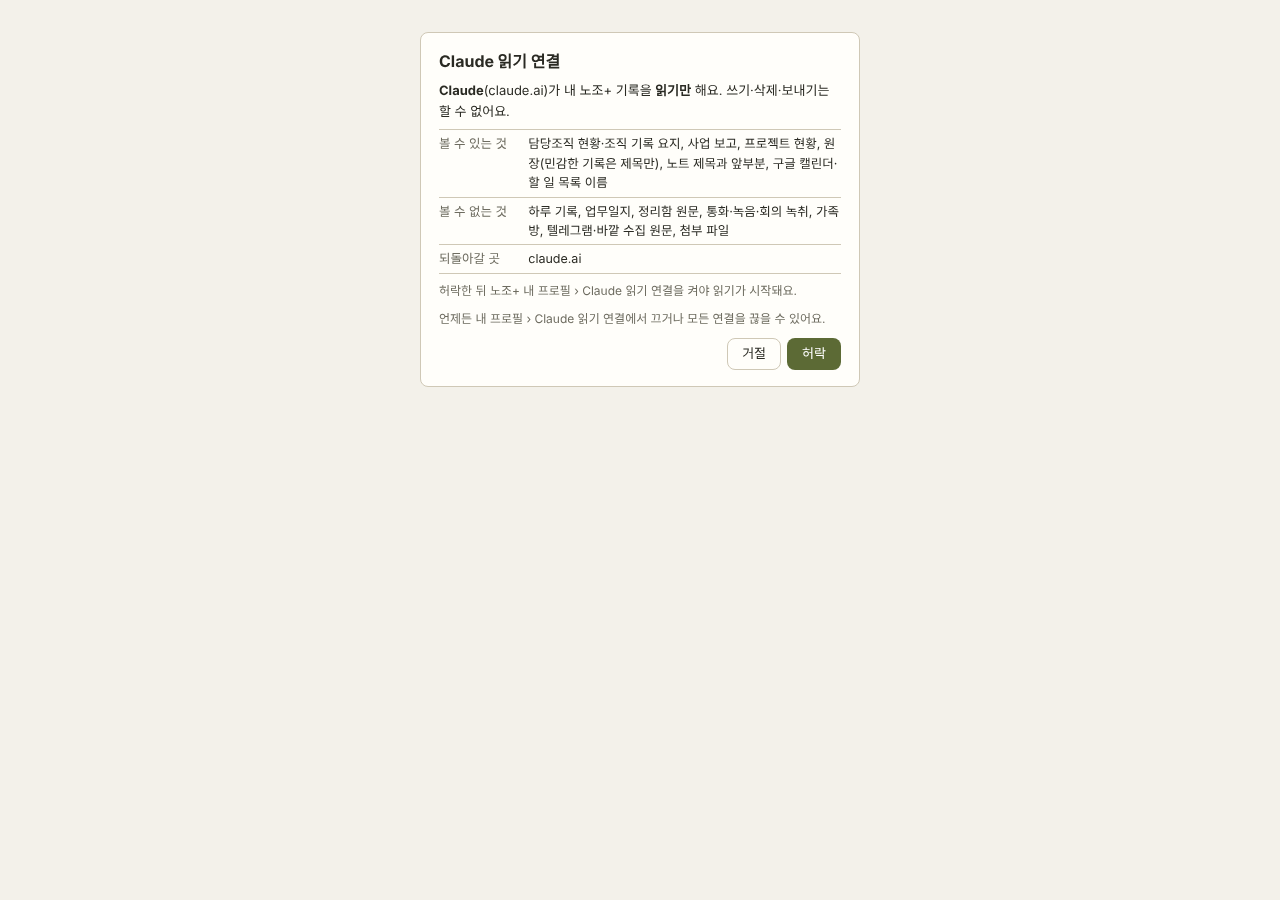 Claude 읽기 연결
Claude(claude.ai)가 내 노조+ 기록을 읽기만 해요. 쓰기·삭제·보내기는
할 수 없어요.
볼 수 있는 것
담당조직 현황·조직 기록 요지, 사업 보고, 프로젝트 현황, 원
장(민감한 기록은 제목만), 노트 제목과 앞부분, 구글 캘린더·
할 일 목록 이름
볼 수 없는 것
하루 기록, 업무일지, 정리함 원문, 통화·녹음·회의 녹취, 가족
방, 텔레그램·바깥 수집 원문, 첨부 파일
되돌아갈 곳
claude.ai
허락한 뒤 노조+ 내 프로필 › Claude 읽기 연결을 켜야 읽기가 시작돼요.
언제든 내 프로필 › Claude 읽기 연결에서 끄거나 모든 연결을 끊을 수 있어요.
거절
허락